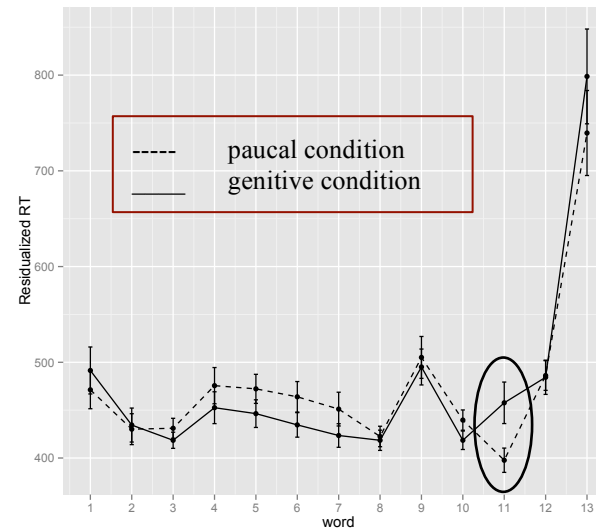 800
700
600
500
400
Residualized RT
paucal condition
genitive condition
1 2 3 4 5 6 7 8 9 10 11 12 13
word